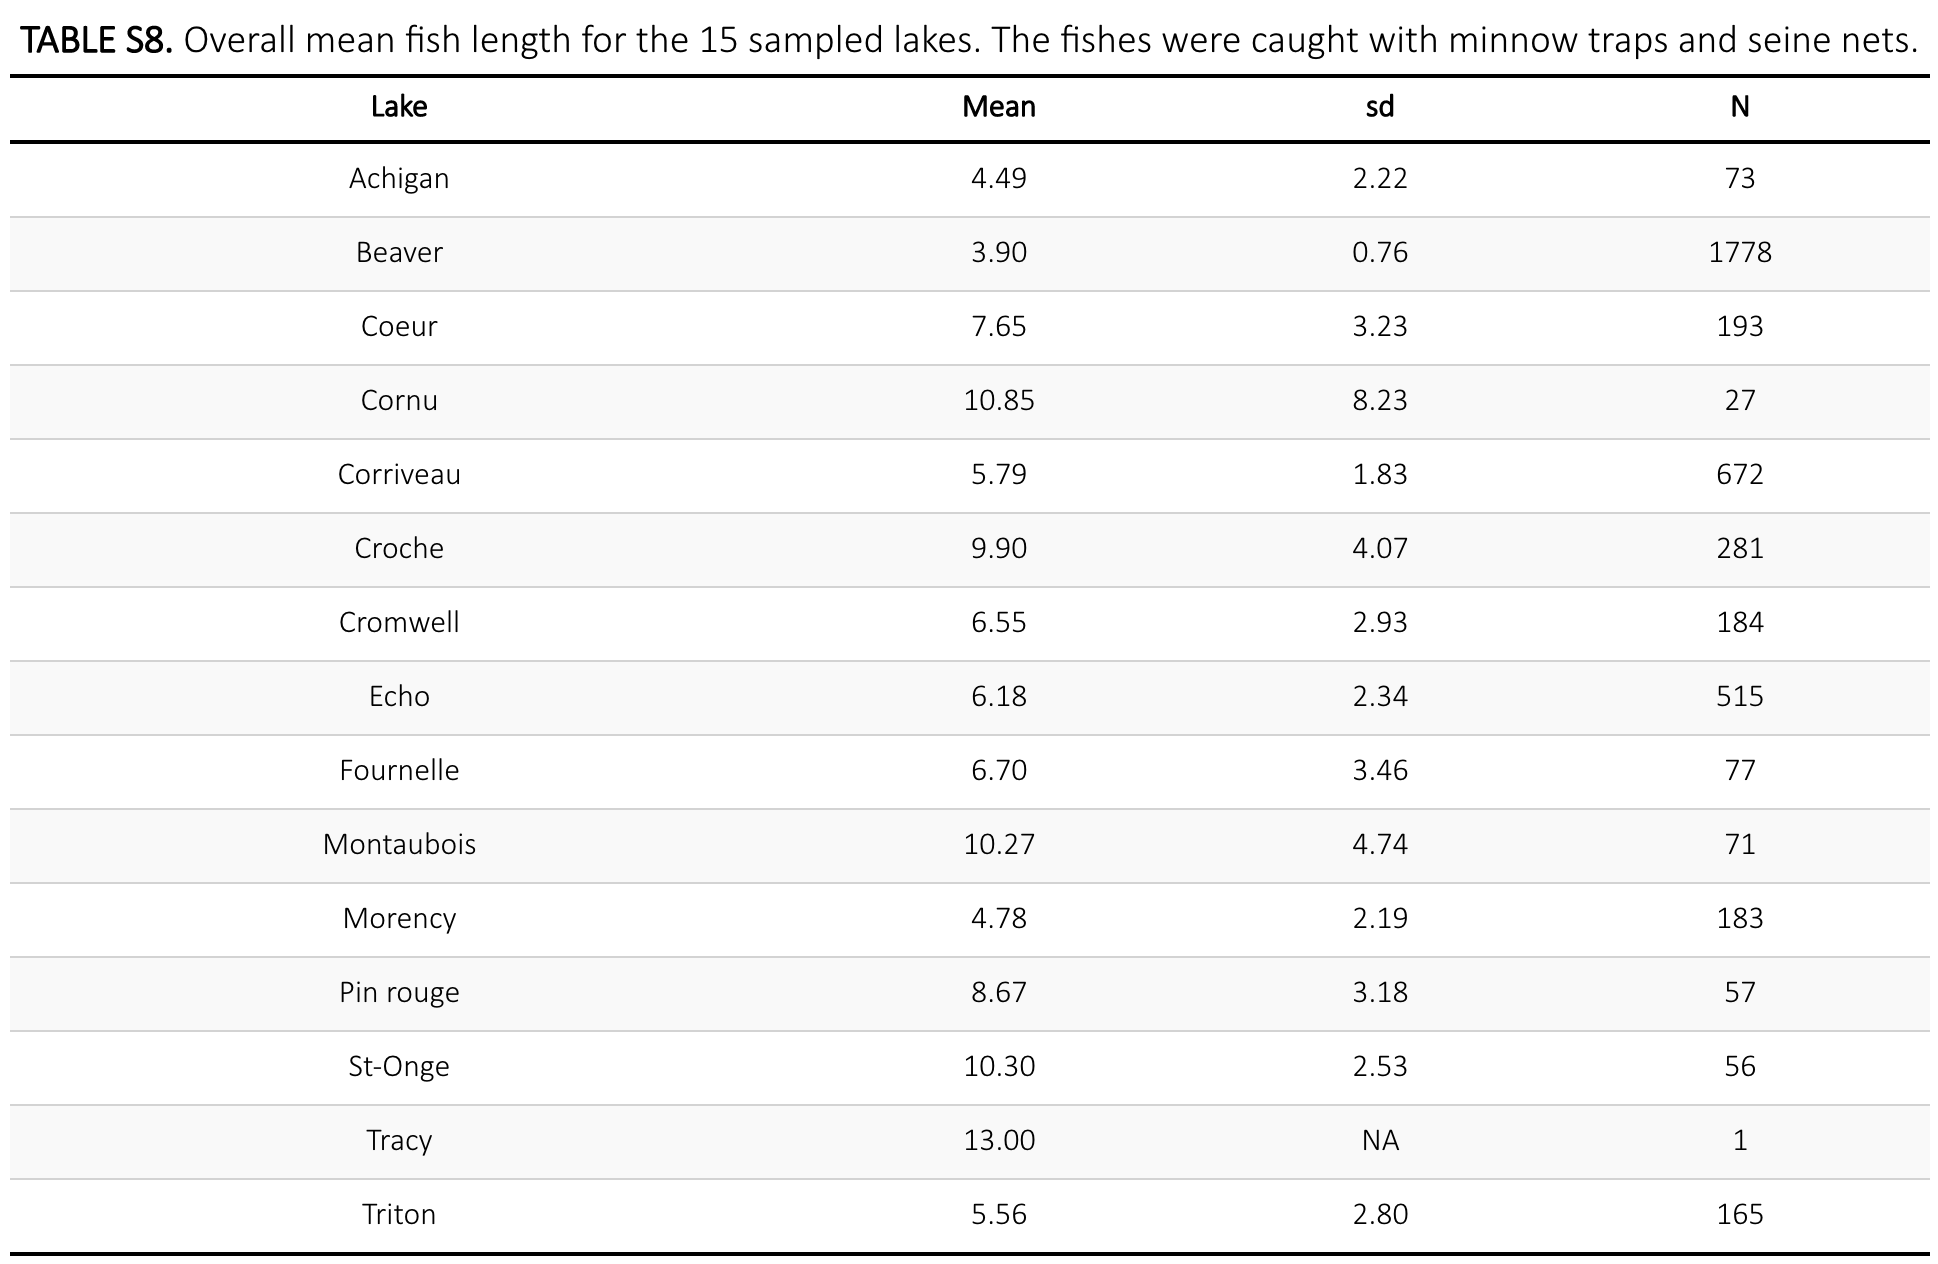 TABLE S8. Overall mean fish length for the 15 sampled lakes. The fishes were caught with minnow traps and seine nets.
Lake Mean sd N
Achigan 4.49 2.22 73
Beaver 3.90 0.76 1778
Coeur 7.65 3.23 193
Cornu 10.85 8.23 27
Corriveau 5.79 1.83 672
Croche 9.90 4.07 281
Cromwell 6.55 2.93 184
Echo 6.18 2.34 515
Fournelle 6.70 3.46 77
Montaubois 10.27 4.74 71
Morency 4.78 2.19 183
Pin rouge 8.67 3.18 57
St-Onge 10.30 2.53 56
Tracy 13.00 NA 1
Triton 5.56 2.80 165